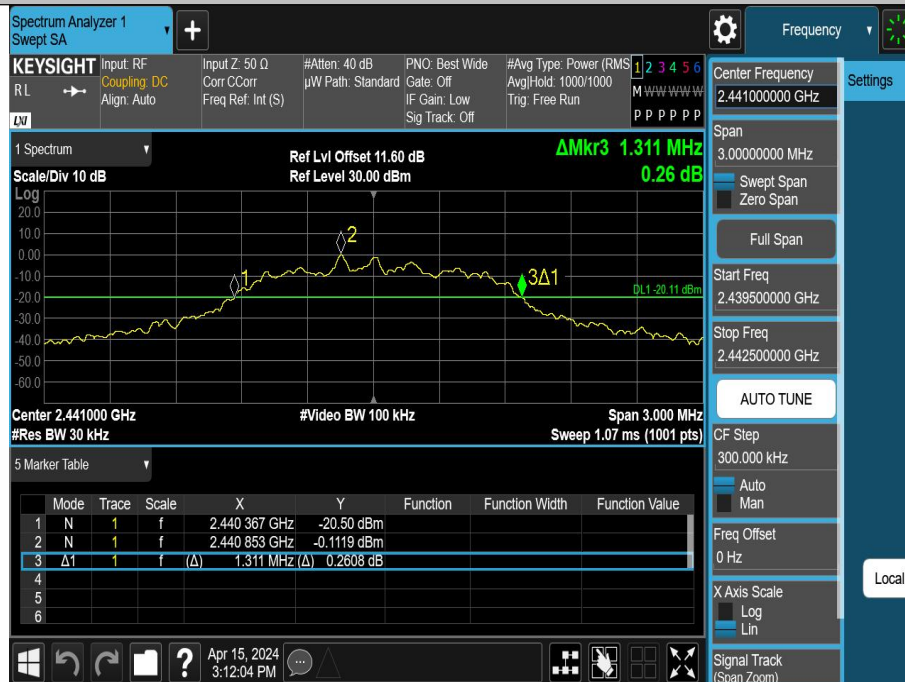 Spectrum Analyzer 1
Swept SA
+
Frequency
KEYSIGHT
RL
LXI
Input: RF
Coupling: DC
Align: Auto
Input Z: 50 Ω
Corr CCorr
Freq Ref: Int (S)
#Atten: 40 dB
µW Path: Standard
PNO: Best Wide
Gate: Off
IF Gain: Low
Sig Track: Off
#Avg Type: Power (RMS
Avg|Hold: 1000/1000
Trig: Free Run
1 2 3 4 5 6
M W W W W W
P P P P P P
1 Spectrum
Scale/Div 10 dB
Ref Lvl Offset 11.60 dB
Ref Level 30.00 dBm
ΔMkr3 1.311 MHz
0.26 dB
Log
20.0
10.0
0.00
-10.0
-20.0
-30.0
-40.0
-50.0
-60.0
1
2
3Δ1
DL1 -20.11 dBm
Center 2.441000 GHz
#Video BW 100 kHz
Span 3.000 MHz
#Res BW 30 kHz
Sweep 1.07 ms (1001 pts)
5 Marker Table
Mode Trace Scale X Y Function Function Width Function Value
1 N 1 f 2.440 367 GHz -20.50 dBm
2 N 1 f 2.440 853 GHz -0.1119 dBm
3 Δ1 1 f (Δ) 1.311 MHz (Δ) 0.2608 dB
4
5
6
?
Apr 15, 2024
3:12:04 PM
Center Frequency
2.441000000 GHz
Settings
Span
3.00000000 MHz
Swept Span
Zero Span
Full Span
Start Freq
2.439500000 GHz
Stop Freq
2.442500000 GHz
AUTO TUNE
CF Step
300.000 kHz
Auto
Man
Freq Offset
0 Hz
Local
X Axis Scale
Log
Lin
Signal Track
(Span Zoom)